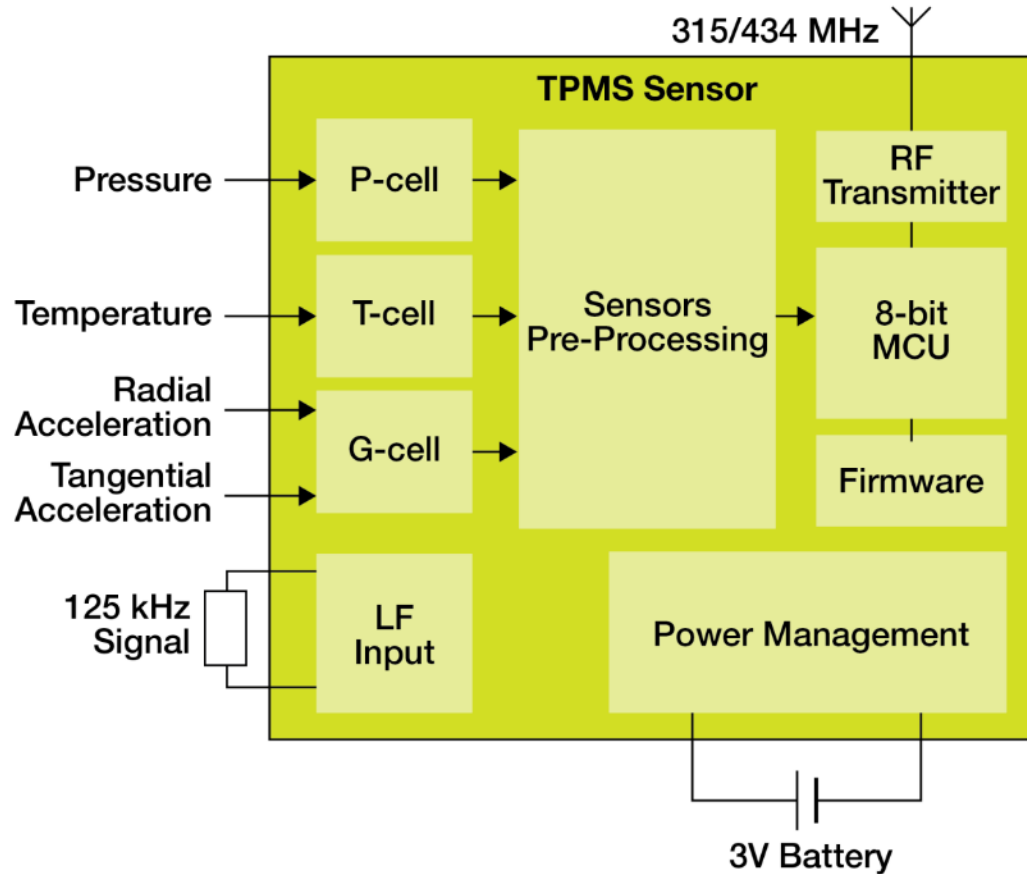 315/434 MHz
TPMS Sensor
Pressure
P-cell
RF
Transmitter
Temperature
T-cell
Sensors
Pre-Processing
8-bit
MCU
Radial
Acceleration
Tangential
Acceleration
G-cell
Firmware
125 kHz
Signal
LF
Input
Power Management
3V Battery